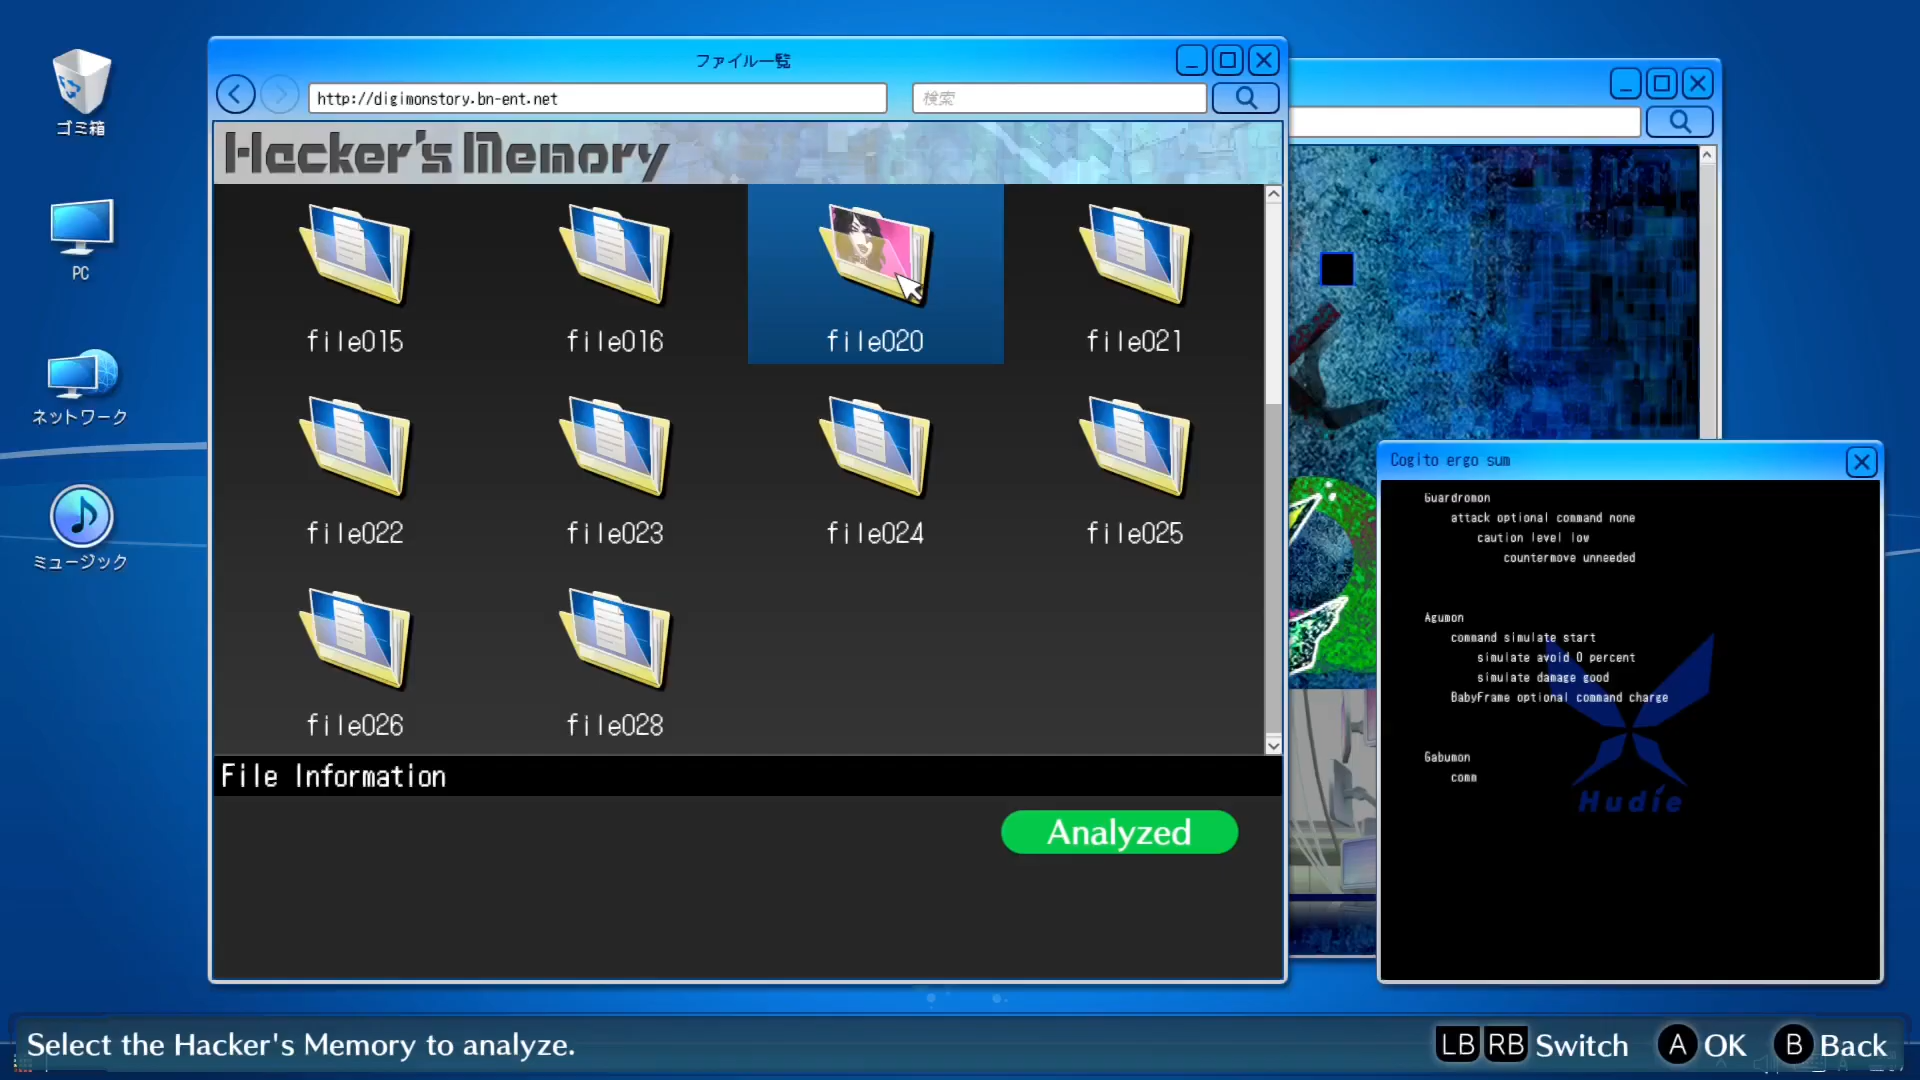 ゴミ箱
PC
ネットワーク
ミュージック
ファイル一覧
http://digimonstory.bn-ent.net
検索
Hacker's Memory
file015
file016
file020
file021
file022
file023
file024
file025
file026
file028
File Information
Analyzed
Cogito ergo sum
Guardromon
attack optional command none
caution level low
countermove unneeded
Agumon
command simulate start
simulate avoid 0 percent
simulate damage good
BabyFrame optional command charge
Gabumon
comm
Hudie
Select the Hacker's Memory to analyze.
LB RB Switch
A OK
B Back